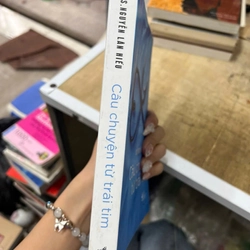 S.NGUYỄN LÂN HIẾU
Câu chuyện từ trái tim